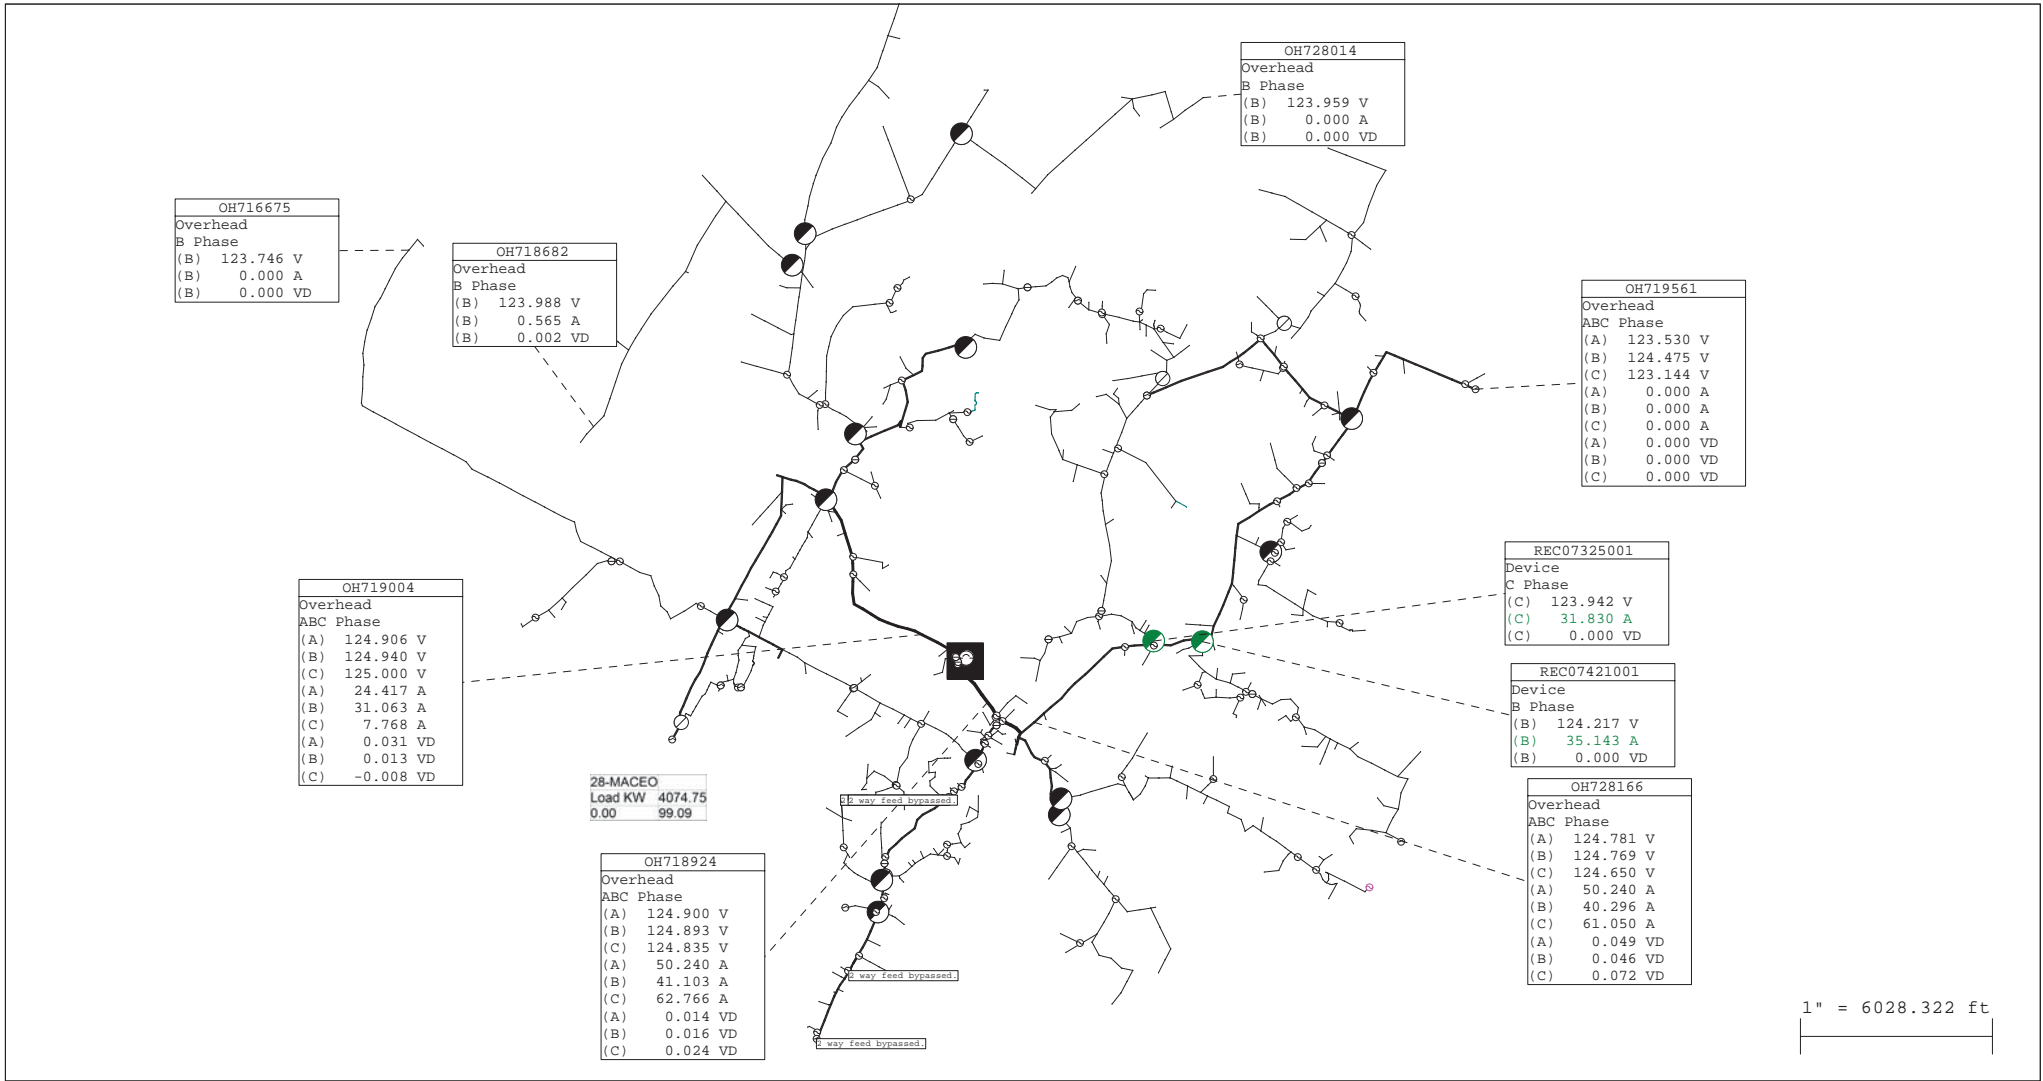 OH728014
Overhead
B Phase
(B) 123.959 V
(B) 0.000 A
(B) 0.000 VD
OH716675
Overhead
B Phase
(B) 123.746 V
(B) 0.000 A
(B) 0.000 VD
OH718682
Overhead
B Phase
(B) 123.988 V
(B) 0.565 A
(B) 0.002 VD
OH719561
Overhead
ABC Phase
(A) 123.530 V
(B) 124.475 V
(C) 123.144 V
(A) 0.000 A
(B) 0.000 A
(C) 0.000 A
(A) 0.000 VD
(B) 0.000 VD
(C) 0.000 VD
REC07325001
Device
C Phase
(C) 123.942 V
(C) 31.830 A
(C) 0.000 VD
OH719004
Overhead
ABC Phase
(A) 124.906 V
(B) 124.940 V
(C) 125.000 V
(A) 24.417 A
(B) 31.063 A
(C) 7.768 A
(A) 0.031 VD
(B) 0.013 VD
(C) -0.008 VD
REC07421001
Device
B Phase
(B) 124.217 V
(B) 35.143 A
(B) 0.000 VD
28-MACEO
Load KW 4074.75
0.00 99.09
2 way feed bypassed.
OH728166
Overhead
ABC Phase
(A) 124.781 V
(B) 124.769 V
(C) 124.650 V
(A) 50.240 A
(B) 40.296 A
(C) 61.050 A
(A) 0.049 VD
(B) 0.046 VD
(C) 0.072 VD
OH718924
Overhead
ABC Phase
(A) 124.900 V
(B) 124.893 V
(C) 124.835 V
(A) 50.240 A
(B) 41.103 A
(C) 62.766 A
(A) 0.014 VD
(B) 0.016 VD
(C) 0.024 VD
2 way feed bypassed.
2 way feed bypassed.
1" = 6028.322 ft